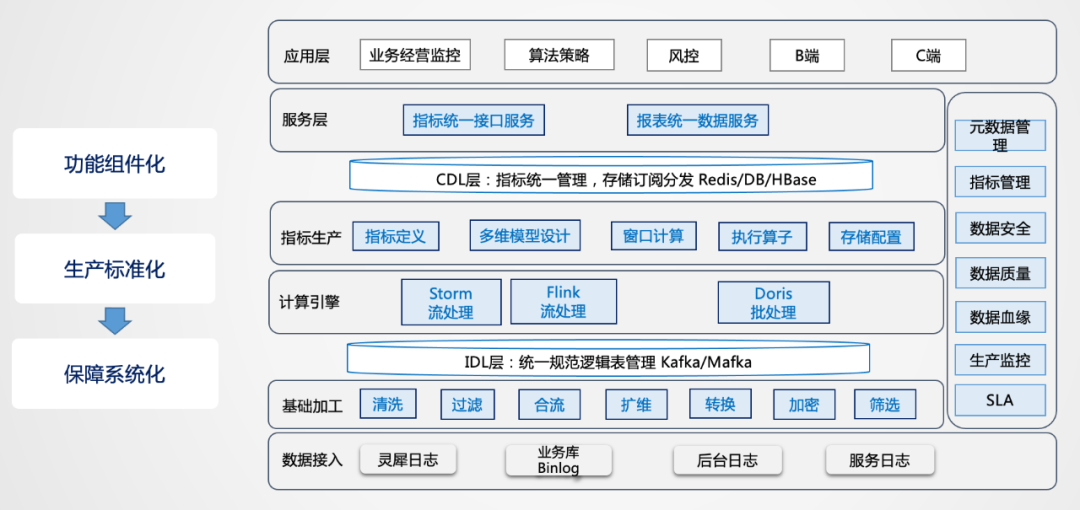 功能组件化
生产标准化
保障系统化
应用层
业务经营监控
算法策略
风控
B端
C端
服务层
指标统一接口服务
报表统一数据服务
CDL层：指标统一管理，存储订阅分发 Redis/DB/HBase
指标生产
指标定义
多维模型设计
窗口计算
执行算子
存储配置
计算引擎
Storm
流处理
Flink
流处理
Doris
批处理
IDL层：统一规范逻辑表管理 Kafka/Mafka
基础加工
清洗
过滤
合流
扩维
转换
加密
筛选
数据接入
灵犀日志
业务库
Binlog
后台日志
服务日志
元数据管
理
指标管理
数据安全
数据质量
数据血缘
生产监控
SLA